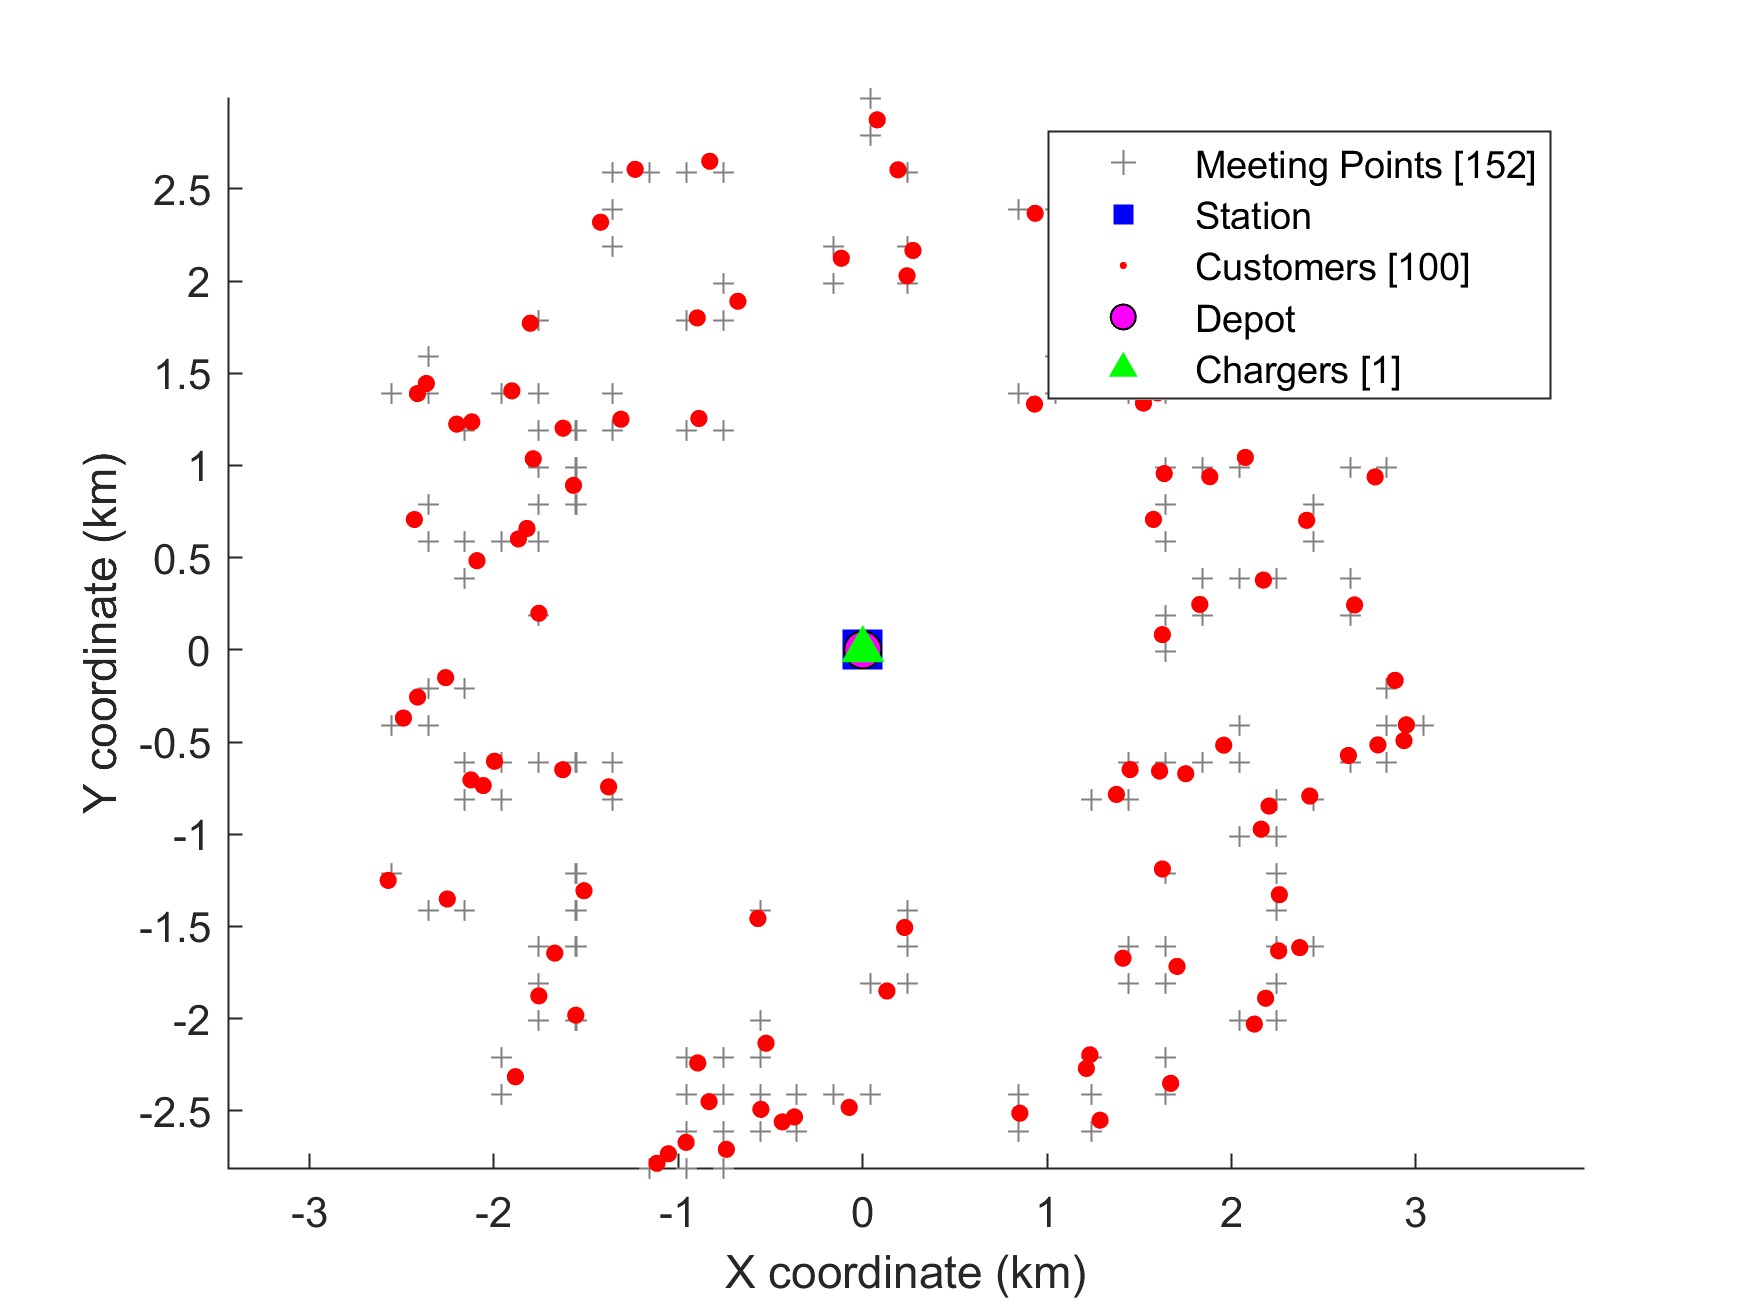 Meeting Points [152]
Station
Customers [100]
Depot
Chargers [1]
2.5
2
1.5
1
0.5
0
-0.5
-1
-1.5
-2
-2.5
Y coordinate (km)
-3 -2 -1 0 1 2 3
X coordinate (km)